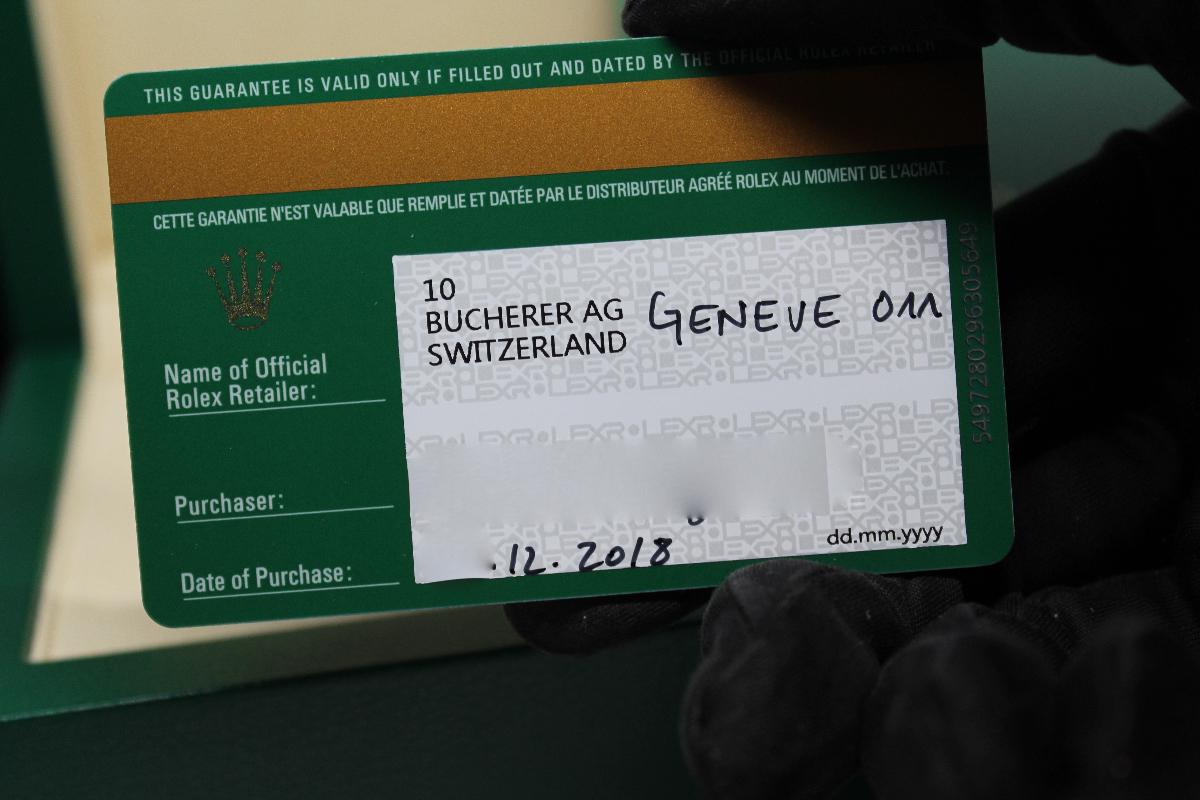 THIS GUARANTEE IS VALID ONLY IF FILLED OUT AND DATED BY THE OFFICIAL ROLEX RETAILER
CETTE GARANTIE N'EST VALABLE QUE REMPLIE ET DATÉE PAR LE DISTRIBUTEUR AGRÉÉ ROLEX AU MOMENT DE L'ACHAT.
10
BUCHERER AG GENEVE 011
SWITZERLAND
Name of Official
Rolex Retailer:
Purchaser:
Date of Purchase: .12.2018 dd.mm.yyyy
5497280296305649